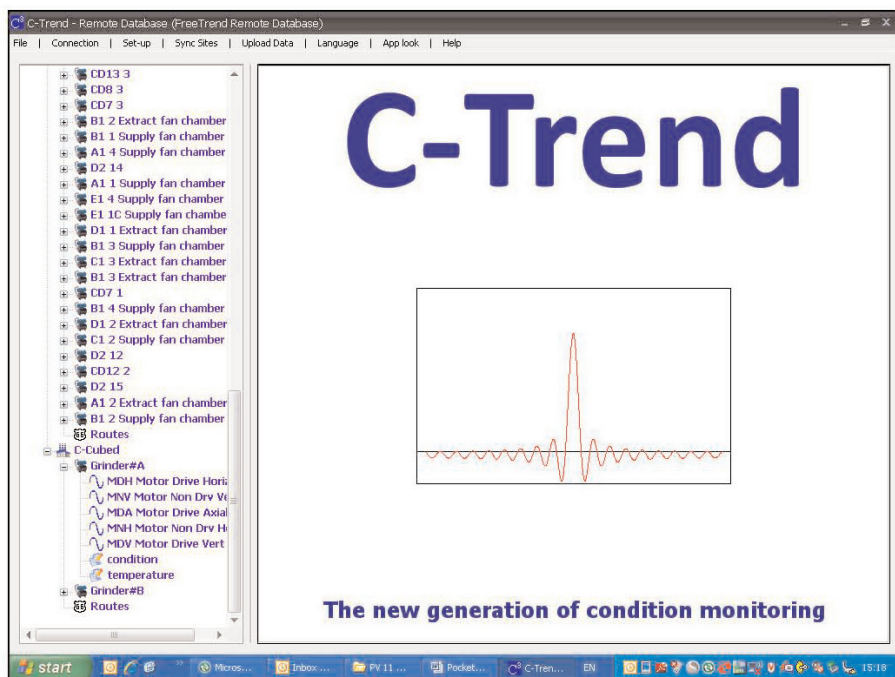 C-Trend - Remote Database (FreeTrend Remote Database)
File | Connection | Set-up | Sync Sites | Upload Data | Language | App look | Help
CD13 3
CD8 3
CD7 3
B1 2 Extract fan chamber
B1 1 Supply fan chamber
A1 4 Supply fan chamber
D2 14
A1 1 Supply fan chamber
E1 4 Supply fan chamber
E1 1C Supply fan chambe
D1 1 Extract fan chamber
B1 3 Supply fan chamber
C1 3 Extract fan chamber
B1 3 Extract fan chamber
CD7 1
B1 4 Supply fan chamber
D1 2 Extract fan chamber
C1 2 Supply fan chamber
D2 12
CD12 2
D2 15
A1 2 Extract fan chamber
B1 2 Supply fan chamber
Routes
C-Cubed
Grinder#A
MDH Motor Drive Horiz
MNV Motor Non Drv Ve
MDA Motor Drive Axial
MNH Motor Non Drv H
MDV Motor Drive Vert
condition
temperature
Grinder#B
Routes
C-Trend
The new generation of condition monitoring
start
Micros...
Inbox ...
PV 11 ...
Pocket...
C-Tren...
EN
15:18